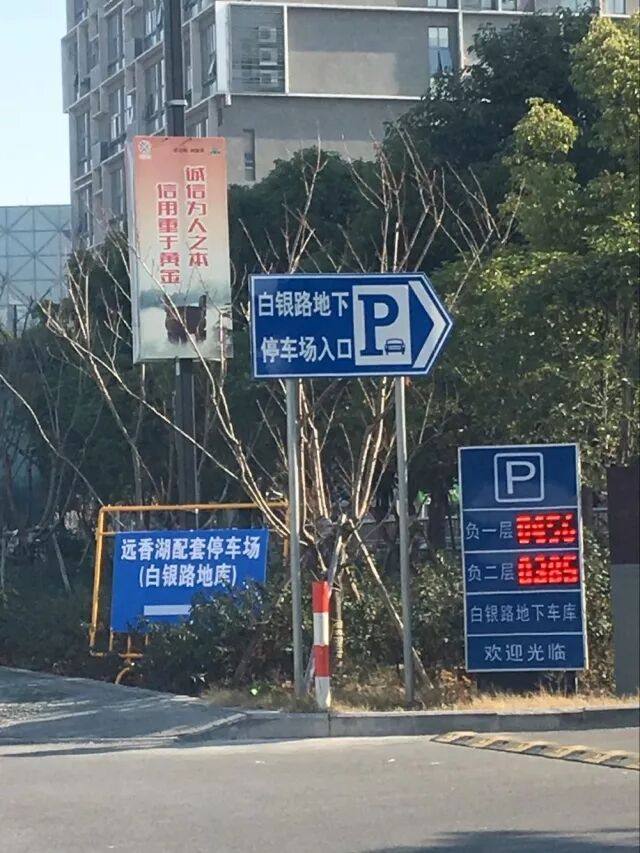 诚信为人之本
信用重于黄金
白银路地下
停车场入口
P
远香湖配套停车场
(白银路地库)
P
负一层 0426
负二层 0385
白银路地下车库
欢迎光临